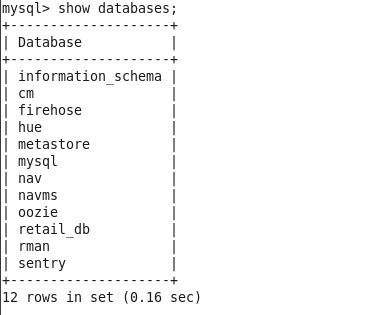 mysql> show databases;
+--------------------+
| Database           |
+--------------------+
| information_schema |
| cm                 |
| firehose           |
| hue                |
| metastore          |
| mysql              |
| nav                |
| navms              |
| oozie              |
| retail_db          |
| rman               |
| sentry             |
+--------------------+
12 rows in set (0.16 sec)